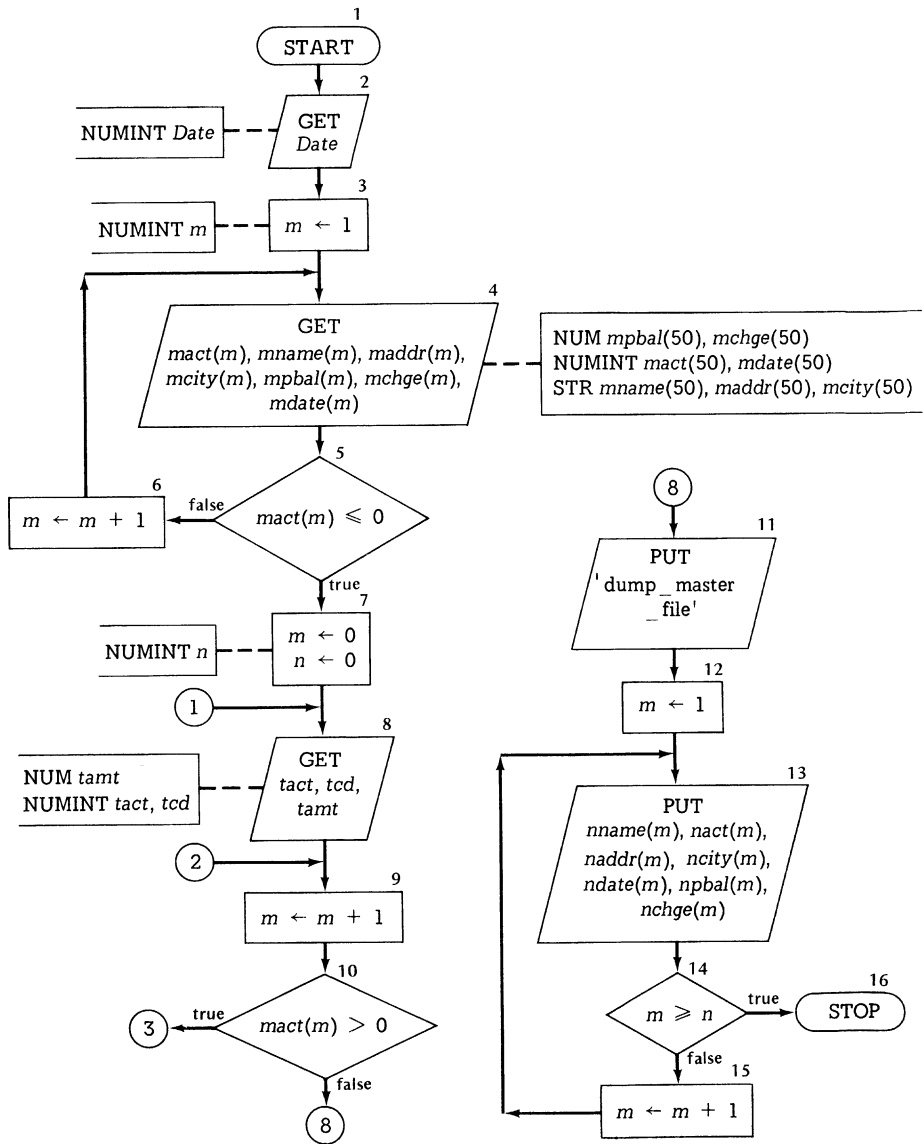 1
START
2
GET
Date
NUMINT Date
3
m ← 1
NUMINT m
4
GET
mact(m), mname(m), maddr(m),
mcity(m), mpbal(m), mchge(m),
mdate(m)
NUM mpbal(50), mchge(50)
NUMINT mact(50), mdate(50)
STR mname(50), maddr(50), mcity(50)
5
mact(m) ⩽ 0
false
6
m ← m + 1
true
7
m ← 0
n ← 0
NUMINT n
1
8
GET
tact, tcd,
tamt
NUM tamt
NUMINT tact, tcd
2
9
m ← m + 1
10
mact(m) > 0
true
3
false
8
8
11
PUT
'dump_master
_file'
12
m ← 1
13
PUT
nname(m), nact(m),
naddr(m), ncity(m),
ndate(m), npbal(m),
nchge(m)
14
m ⩾ n
true
16
STOP
false
15
m ← m + 1